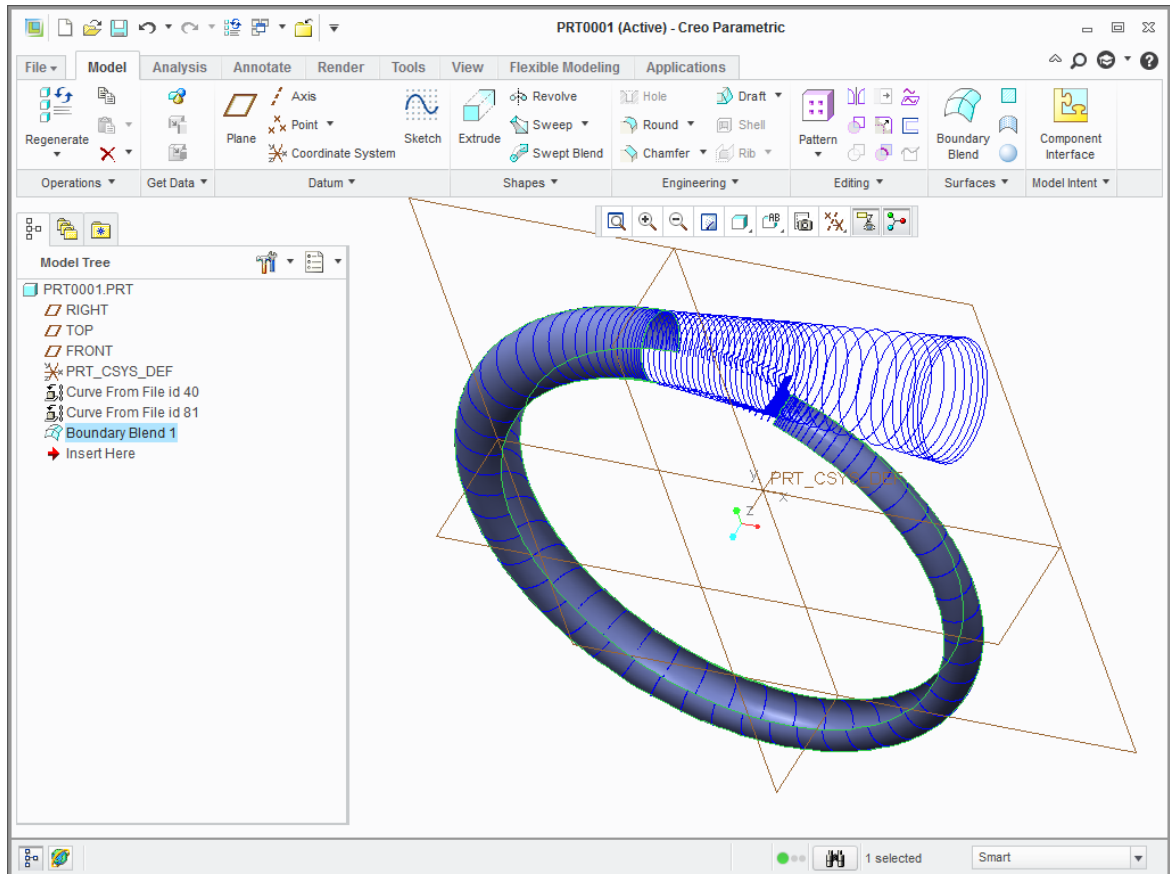 PRT0001 (Active) - Creo Parametric
File Model Analysis Annotate Render Tools View Flexible Modeling Applications
Regenerate
Plane
Axis
Point
Coordinate System
Sketch
Extrude
Revolve
Sweep
Swept Blend
Hole
Round
Chamfer
Draft
Shell
Rib
Pattern
Boundary
Blend
Component
Interface
Operations Get Data Datum Shapes Engineering Editing Surfaces Model Intent
Model Tree
PRT0001.PRT
RIGHT
TOP
FRONT
PRT_CSYS_DEF
Curve From File id 40
Curve From File id 81
Boundary Blend 1
Insert Here
AB
Y
PRT_CSYS_DEF
X
Z
1 selected
Smart